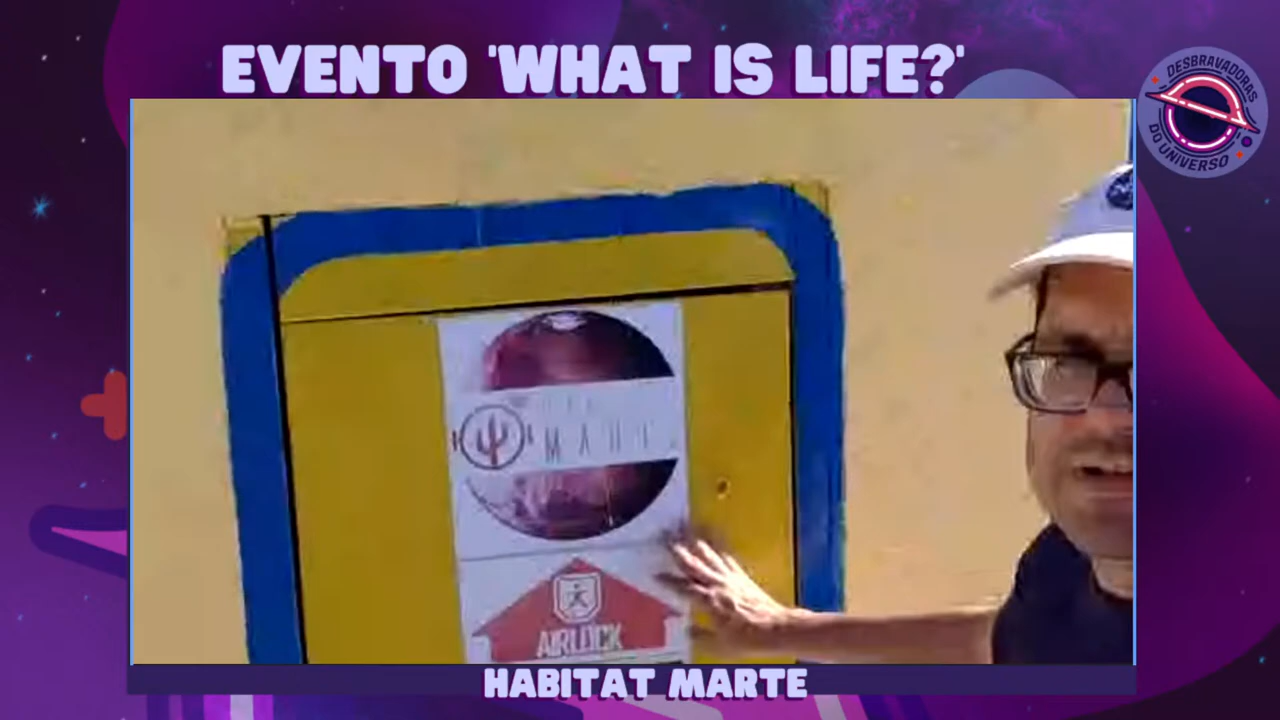 EVENTO 'WHAT IS LIFE?'
DESBRAVADORAS
DO UNIVERSO
AIRLOCK
HABITAT MARTE